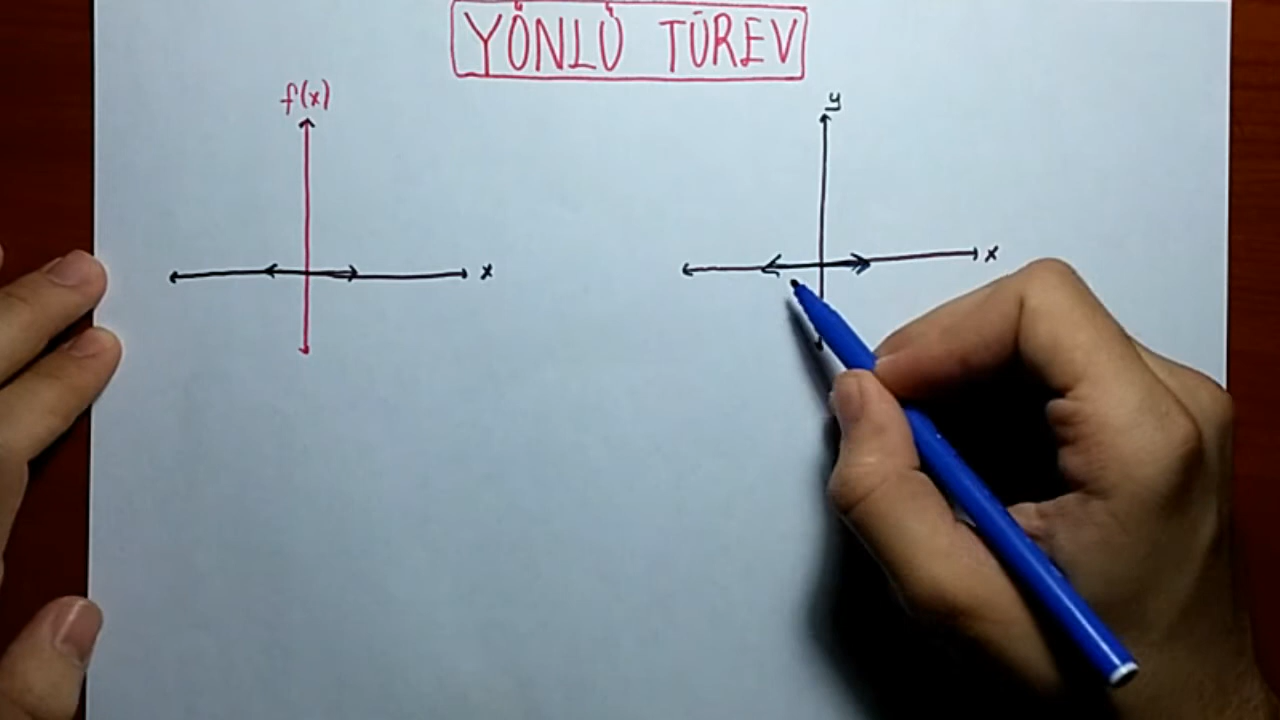 YÖNLÜ TÜREV
f(x)
x
y
x